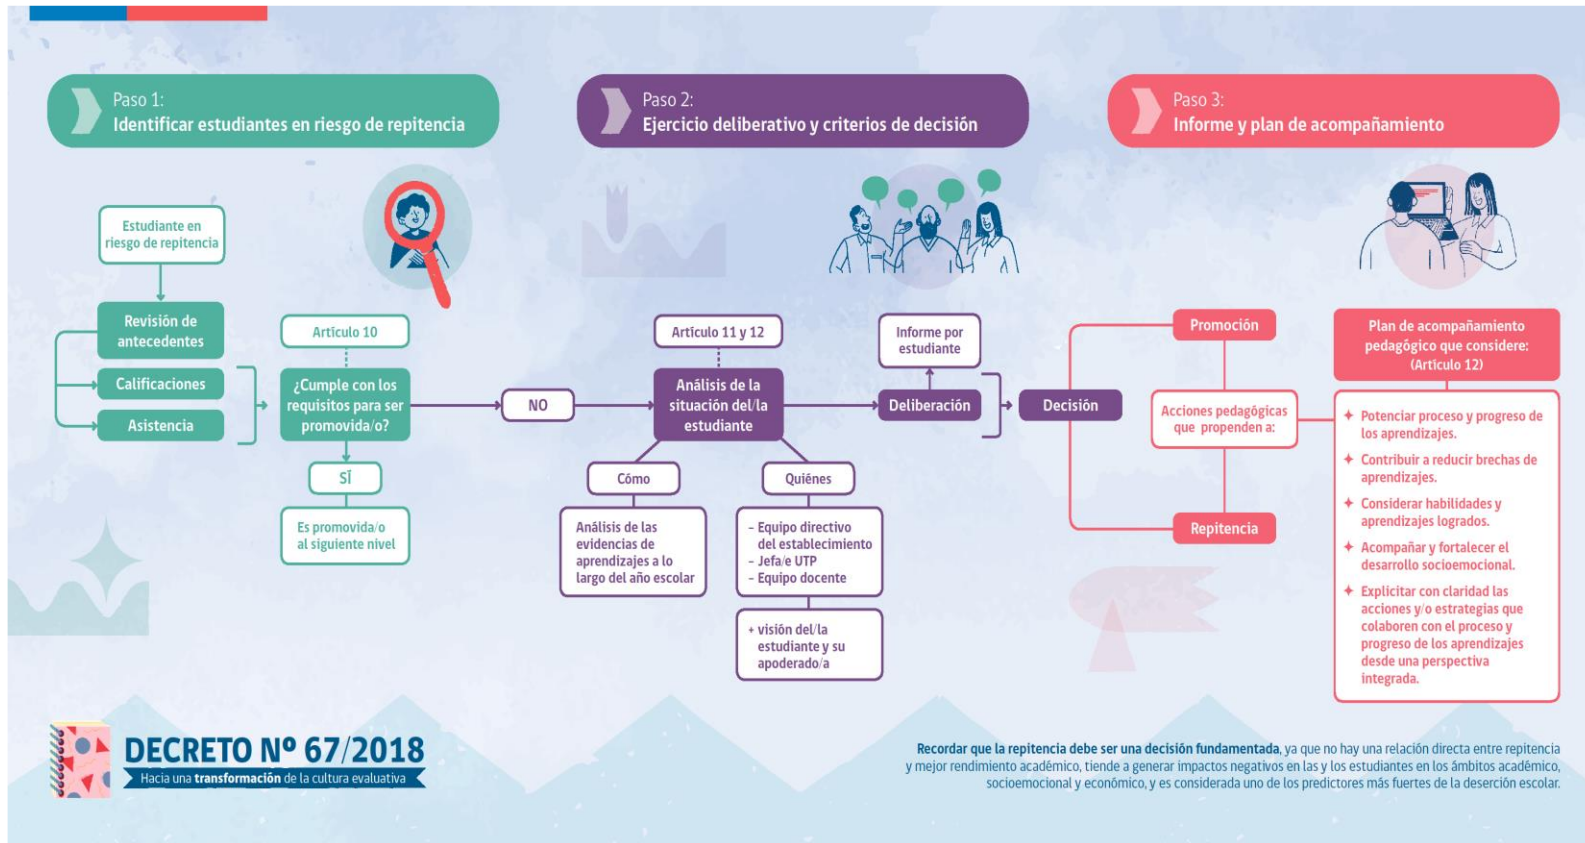 Paso 1:
Identificar estudiantes en riesgo de repitencia
Estudiante en
riesgo de repitencia
Revisión de
antecedentes
Calificaciones
Asistencia
Artículo 10
¿Cumple con los
requisitos para ser
promovida/o?
SÍ
Es promovida/o
al siguiente nivel
NO
Paso 2:
Ejercicio deliberativo y criterios de decisión
Artículo 11 y 12
Análisis de la
situación del/la
estudiante
Cómo
Análisis de las
evidencias de
aprendizajes a lo
largo del año escolar
Quiénes
– Equipo directivo
del establecimiento
– Jefa/e UTP
– Equipo docente
+ visión del/la
estudiante y su
apoderado/a
Informe por
estudiante
Deliberación
Decisión
Paso 3:
Informe y plan de acompañamiento
Promoción
Acciones pedagógicas
que propenden a:
Repitencia
Plan de acompañamiento
pedagógico que considere:
(Artículo 12)
Potenciar proceso y progreso de
los aprendizajes.
Contribuir a reducir brechas de
aprendizajes.
Considerar habilidades y
aprendizajes logrados.
Acompañar y fortalecer el
desarrollo socioemocional.
Explicitar con claridad las
acciones y/o estrategias que
colaboren con el proceso y
progreso de los aprendizajes
desde una perspectiva
integrada.
DECRETO Nº 67/2018
Hacia una transformación de la cultura evaluativa
Recordar que la repitencia debe ser una decisión fundamentada, ya que no hay una relación directa entre repitencia
y mejor rendimiento académico, tiende a generar impactos negativos en las y los estudiantes en los ámbitos académico,
socioemocional y económico, y es considerada uno de los predictores más fuertes de la deserción escolar.